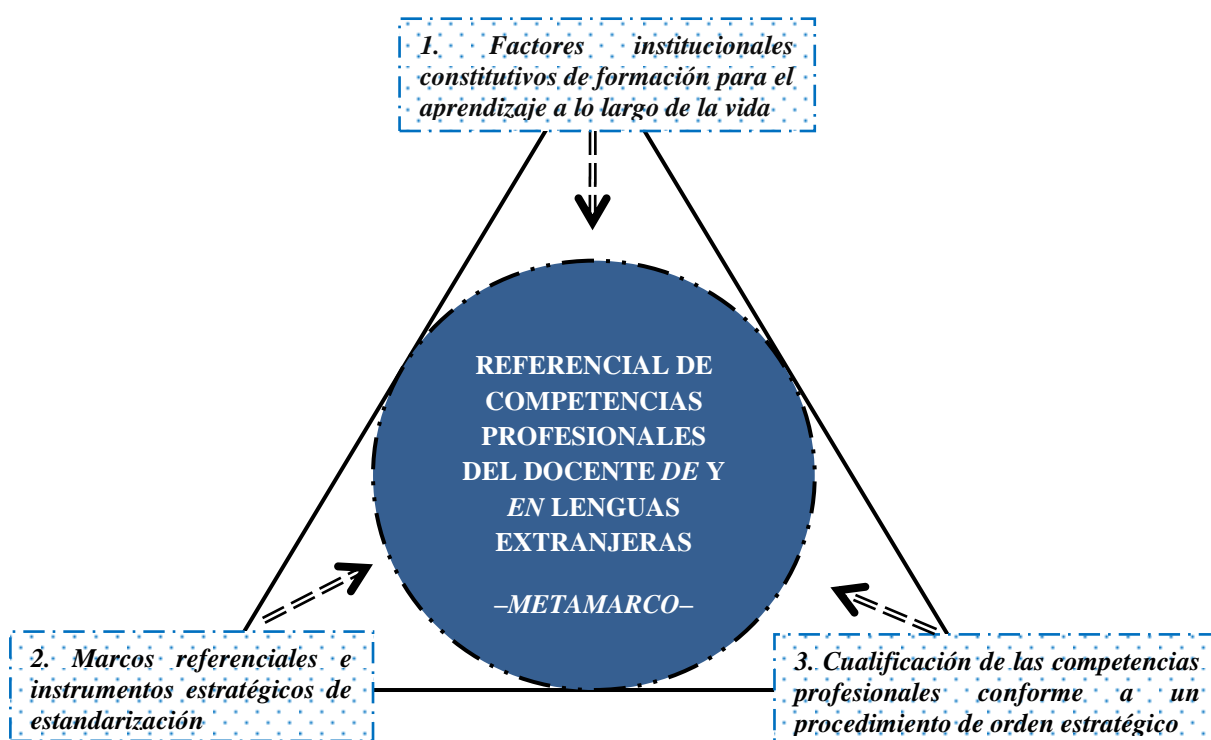 1. Factores institucionales
constitutivos de formación para el
aprendizaje a lo largo de la vida
REFERENCIAL DE
COMPETENCIAS
PROFESIONALES
DEL DOCENTE DE Y
EN LENGUAS
EXTRANJERAS
–METAMARCO–
2. Marcos referenciales e
instrumentos estratégicos de
estandarización
3. Cualificación de las competencias
profesionales conforme a un
procedimiento de orden estratégico